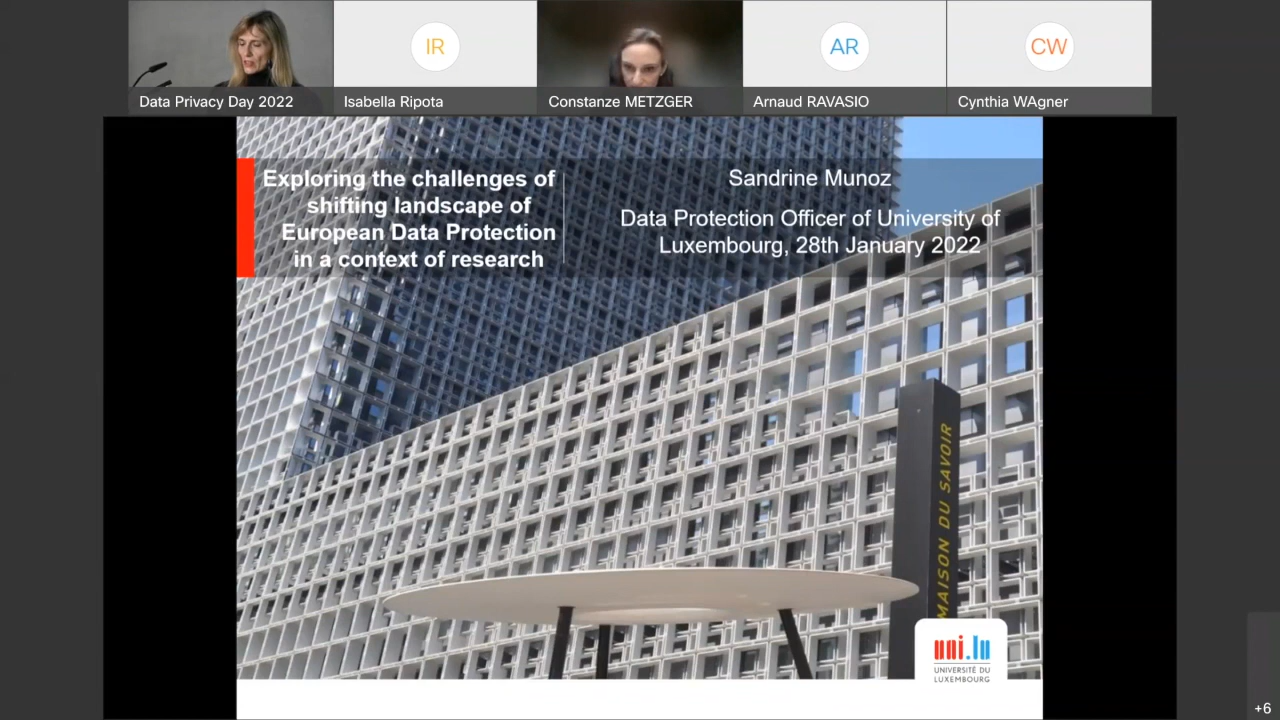 IR
AR
CW
Data Privacy Day 2022
Isabella Ripota
Constanze METZGER
Arnaud RAVASIO
Cynthia WAgner
Exploring the challenges of
shifting landscape of
European Data Protection
in a context of research
Sandrine Munoz
Data Protection Officer of University of
Luxembourg, 28th January 2022
MAISON DU SAVOIR
uni.lu
UNIVERSITÉ DU
LUXEMBOURG
+6